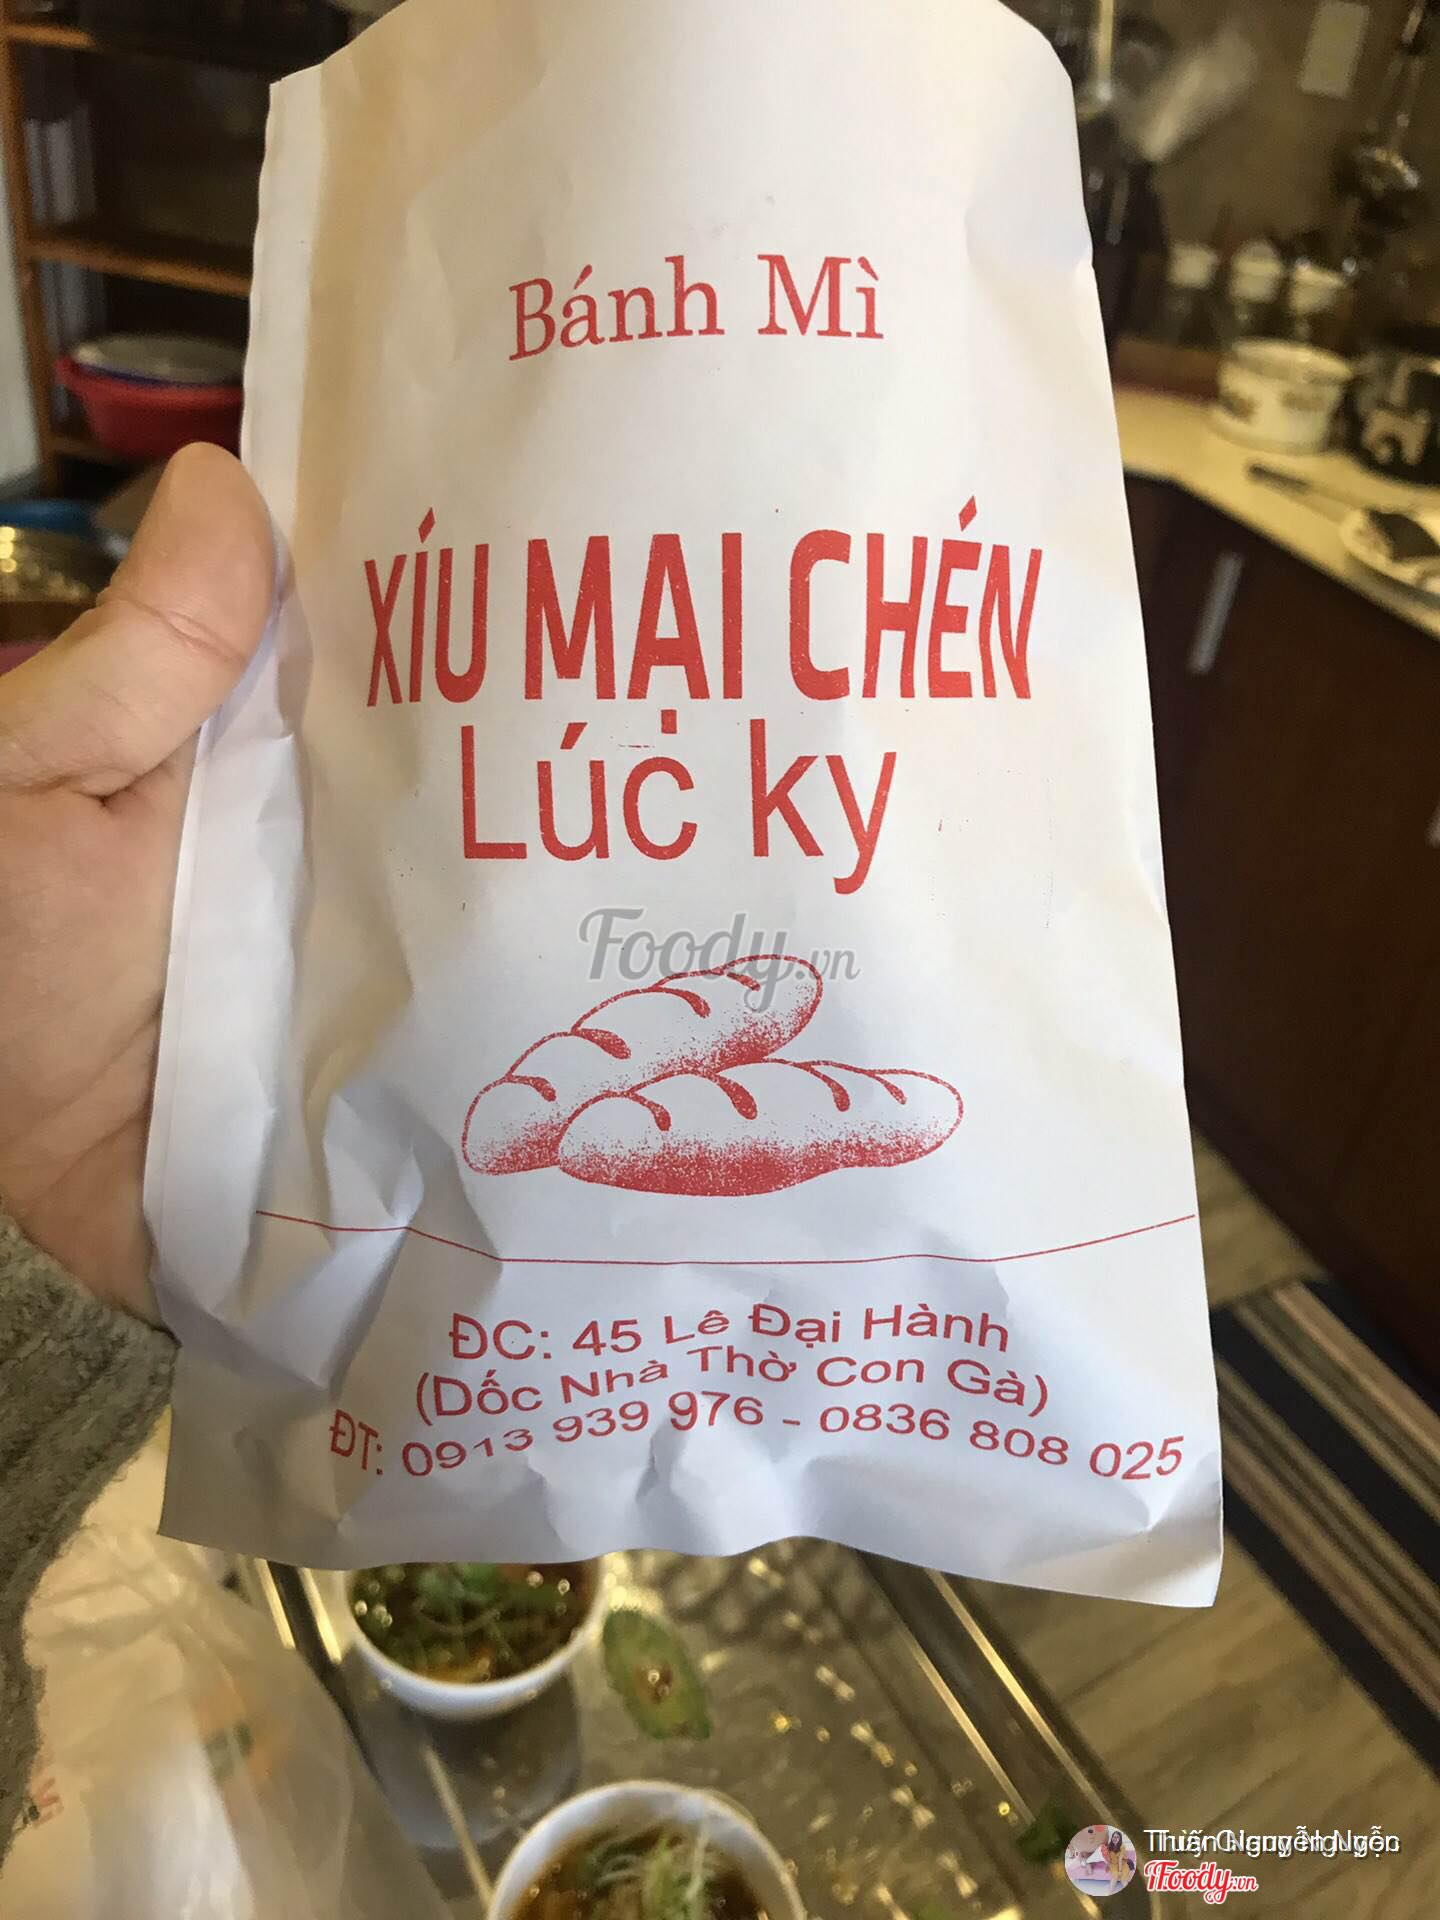 Bánh Mì
XÍU MẠI CHÉN
Lúc ky
Foody.vn
ĐC: 45 Lê Đại Hành
(Dốc Nhà Thờ Con Gà)
ĐT: 0913 939 976 - 0836 808 025
Foody.vn